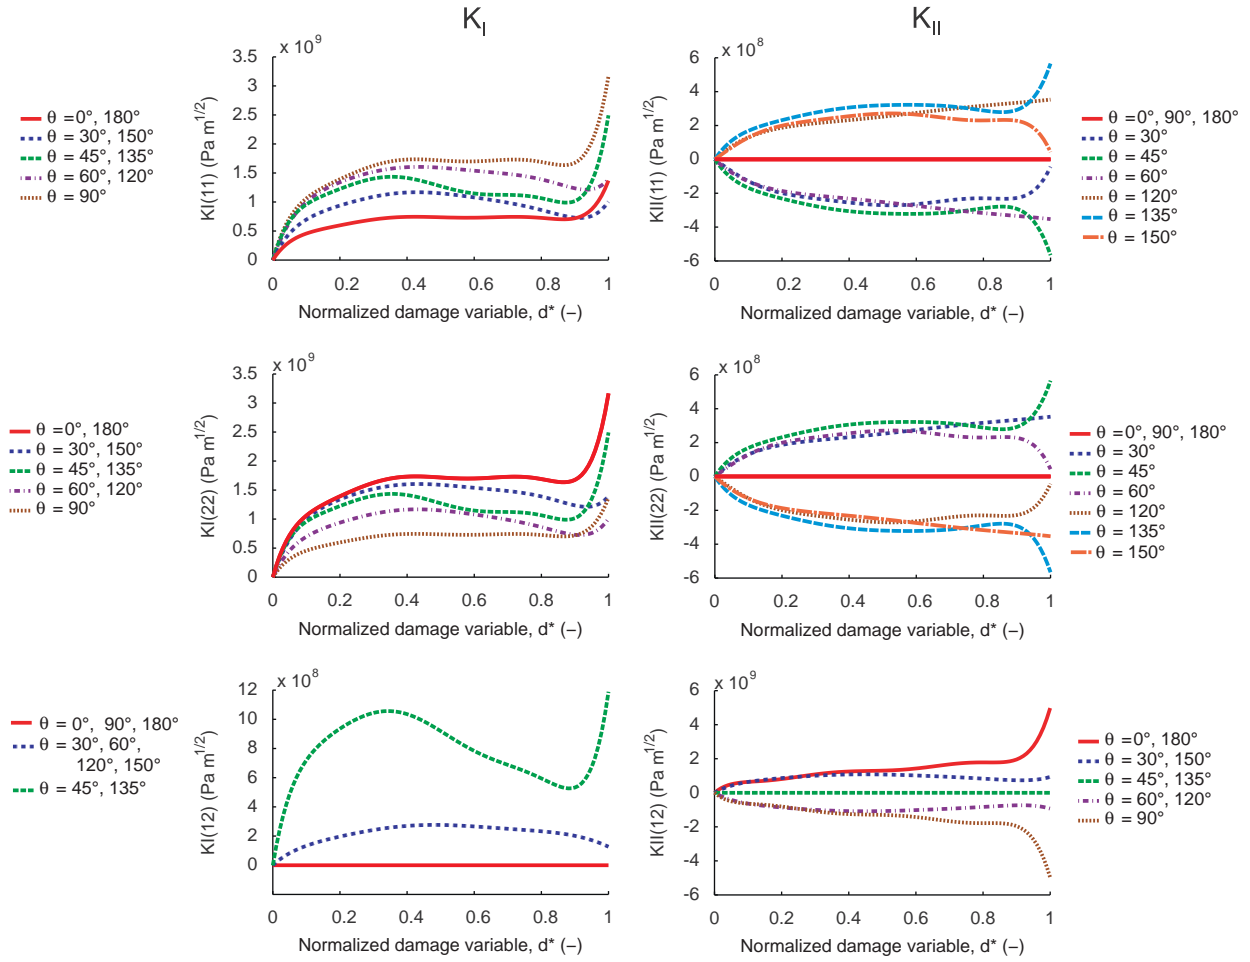 K_I
K_II
x 10^9
3.5
3
2.5
2
1.5
1
0.5
0
KI(11) (Pa m^1/2)
0 0.2 0.4 0.6 0.8 1
Normalized damage variable, d* (–)
θ =0°, 180°
θ = 30°, 150°
θ = 45°, 135°
θ = 60°, 120°
θ = 90°
x 10^8
6
4
2
0
-2
-4
-6
KII(11) (Pa m^1/2)
0 0.2 0.4 0.6 0.8 1
Normalized damage variable, d* (–)
θ =0°, 90°, 180°
θ = 30°
θ = 45°
θ = 60°
θ = 120°
θ = 135°
θ = 150°
x 10^9
3.5
3
2.5
2
1.5
1
0.5
0
KI(22) (Pa m^1/2)
0 0.2 0.4 0.6 0.8 1
Normalized damage variable, d* (–)
θ =0°, 180°
θ = 30°, 150°
θ = 45°, 135°
θ = 60°, 120°
θ = 90°
x 10^8
6
4
2
0
-2
-4
-6
KII(22) (Pa m^1/2)
0 0.2 0.4 0.6 0.8 1
Normalized damage variable, d* (–)
θ =0°, 90°, 180°
θ = 30°
θ = 45°
θ = 60°
θ = 120°
θ = 135°
θ = 150°
x 10^8
12
10
8
6
4
2
0
KI(12) (Pa m^1/2)
0 0.2 0.4 0.6 0.8 1
Normalized damage variable, d* (–)
θ = 0°, 90°, 180°
θ = 30°, 60°,
120°, 150°
θ = 45°, 135°
x 10^9
6
4
2
0
-2
-4
-6
KII(12) (Pa m^1/2)
0 0.2 0.4 0.6 0.8 1
Normalized damage variable, d* (–)
θ =0°, 180°
θ = 30°, 150°
θ = 45°, 135°
θ = 60°, 120°
θ = 90°